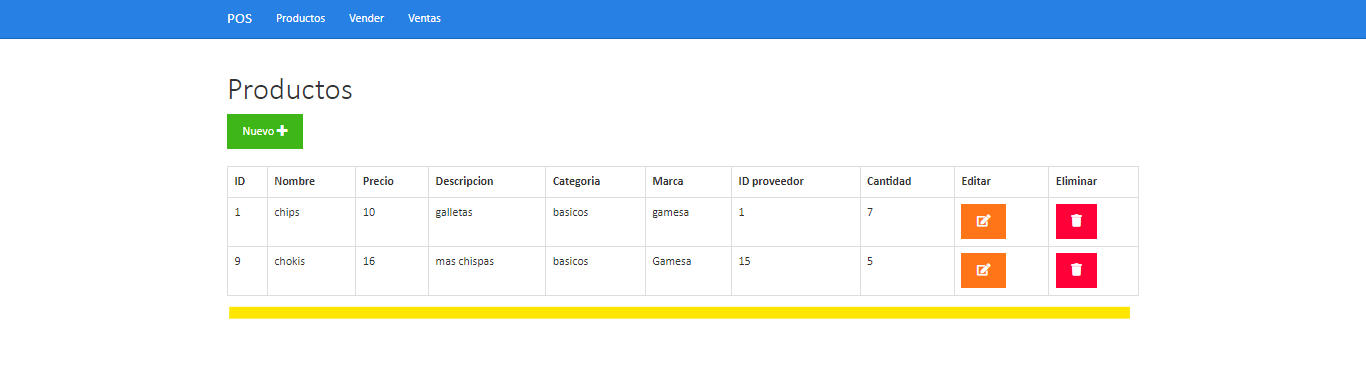 POS Productos Vender Ventas
Productos
Nuevo
ID Nombre Precio Descripcion Categoria Marca ID proveedor Cantidad Editar Eliminar
1 chips 10 galletas basicos gamesa 1 7
9 chokis 16 mas chispas basicos Gamesa 15 5